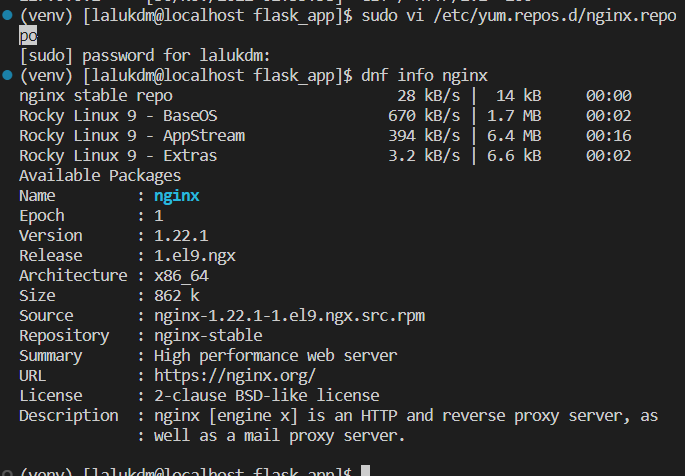 (venv) [lalukdm@localhost flask_app]$ sudo vi /etc/yum.repos.d/nginx.repo
po
[sudo] password for lalukdm:
(venv) [lalukdm@localhost flask_app]$ dnf info nginx
nginx stable repo                                28 kB/s |  14 kB     00:00
Rocky Linux 9 - BaseOS                          670 kB/s | 1.7 MB     00:02
Rocky Linux 9 - AppStream                       394 kB/s | 6.4 MB     00:16
Rocky Linux 9 - Extras                          3.2 kB/s | 6.6 kB     00:02
Available Packages
Name         : nginx
Epoch        : 1
Version      : 1.22.1
Release      : 1.el9.ngx
Architecture : x86_64
Size         : 862 k
Source       : nginx-1.22.1-1.el9.ngx.src.rpm
Repository   : nginx-stable
Summary      : High performance web server
URL          : https://nginx.org/
License      : 2-clause BSD-like license
Description  : nginx [engine x] is an HTTP and reverse proxy server, as
             : well as a mail proxy server.
(venv) [lalukdm@localhost flask_app]$